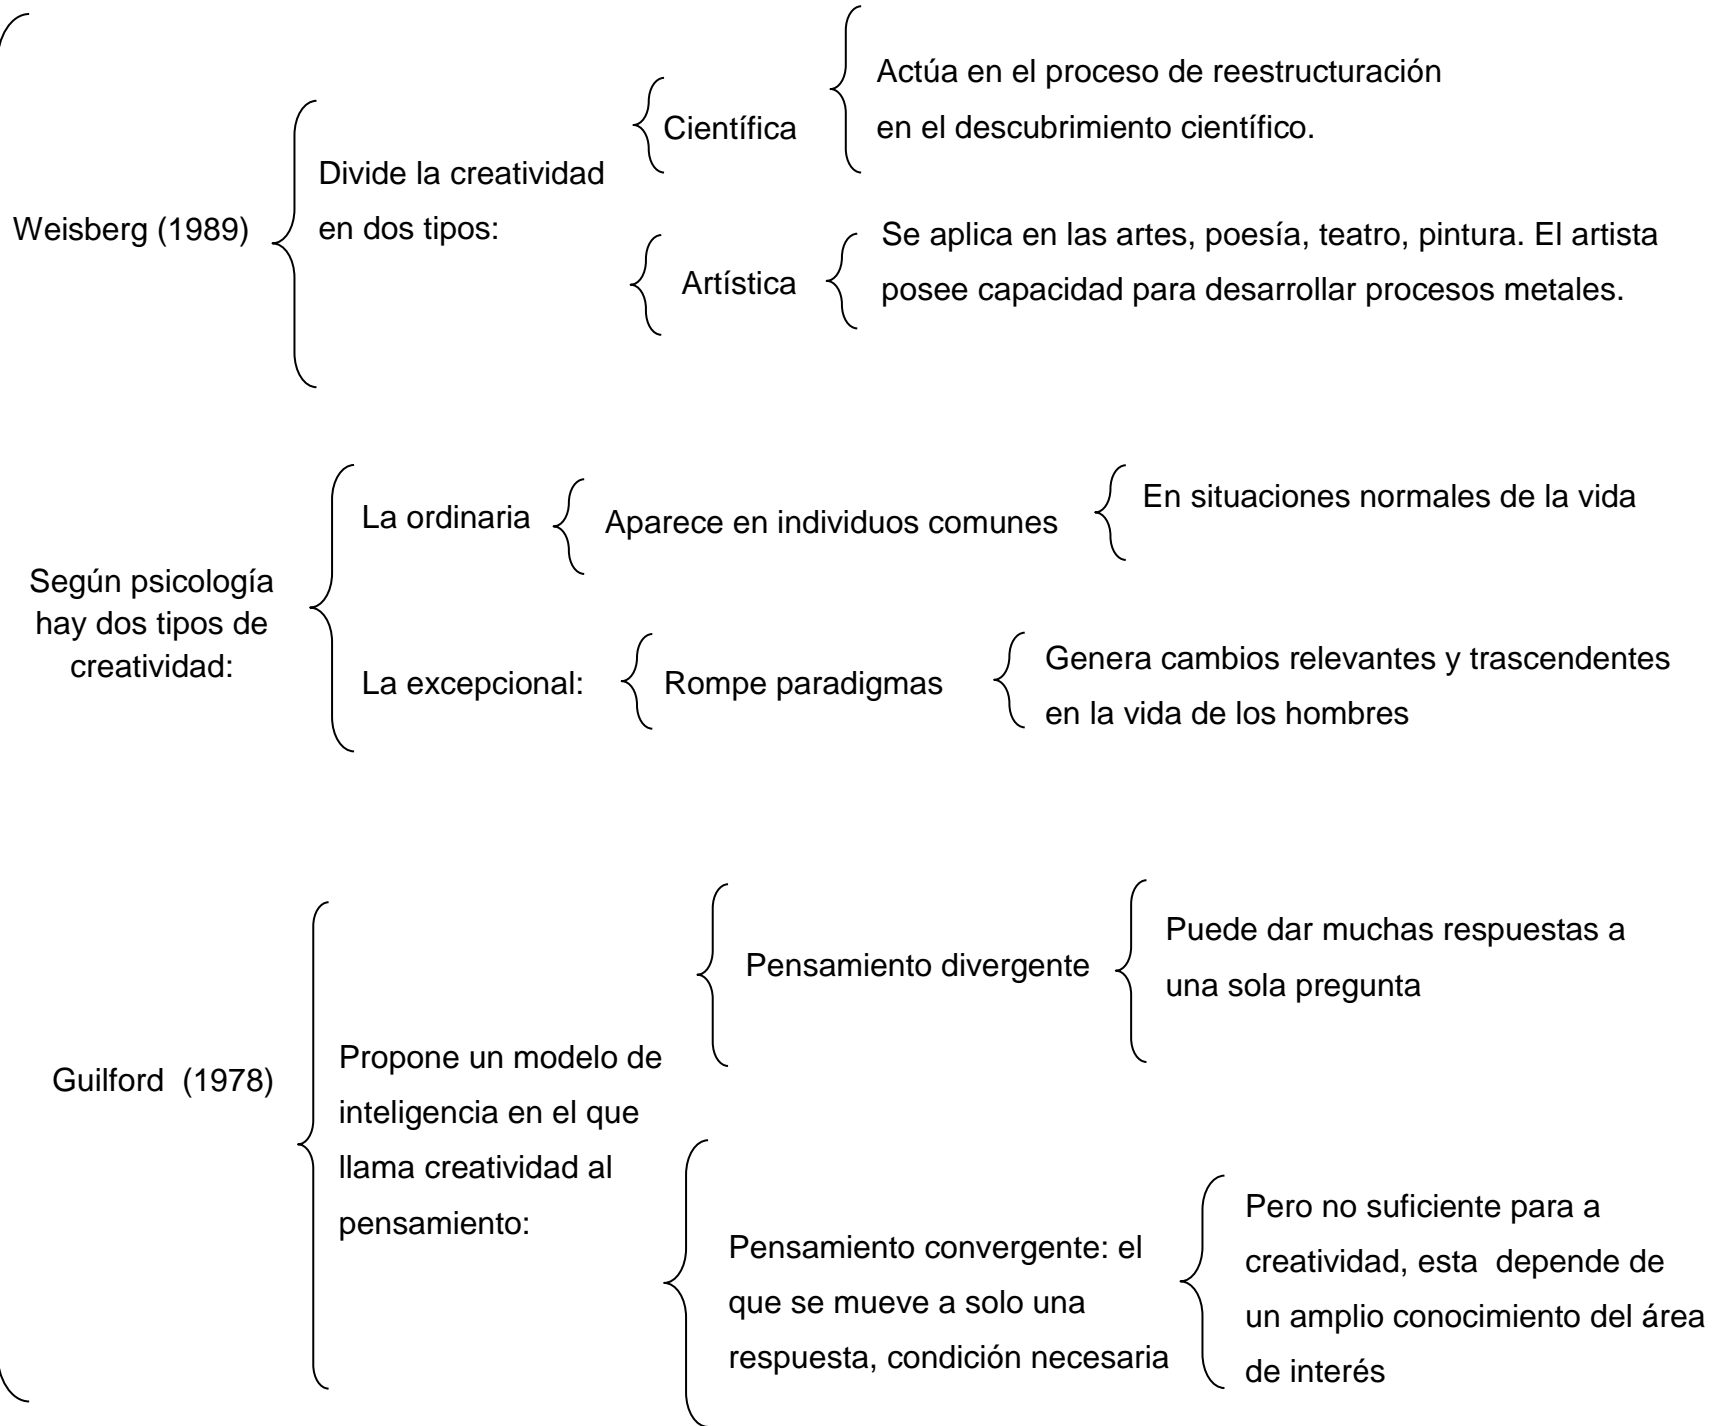 Weisberg (1989)
Divide la creatividad
en dos tipos:
Científica
Actúa en el proceso de reestructuración
en el descubrimiento científico.
Artística
Se aplica en las artes, poesía, teatro, pintura. El artista
posee capacidad para desarrollar procesos metales.
Según psicología
hay dos tipos de
creatividad:
La ordinaria
Aparece en individuos comunes
En situaciones normales de la vida
La excepcional:
Rompe paradigmas
Genera cambios relevantes y trascendentes
en la vida de los hombres
Guilford  (1978)
Propone un modelo de
inteligencia en el que
llama creatividad al
pensamiento:
Pensamiento divergente
Puede dar muchas respuestas a
una sola pregunta
Pensamiento convergente: el
que se mueve a solo una
respuesta, condición necesaria
Pero no suficiente para a
creatividad, esta  depende de
un amplio conocimiento del área
de interés